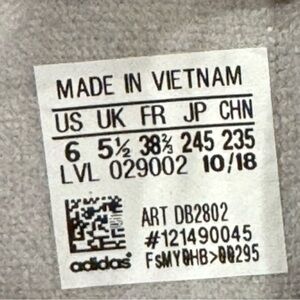 MADE IN VIETNAM
US UK FR JP CHN
6 5½ 38⅔ 245 235
LVL 029002 10/18
ART DB2802
#121490045
adidas FsMY0HB>00295